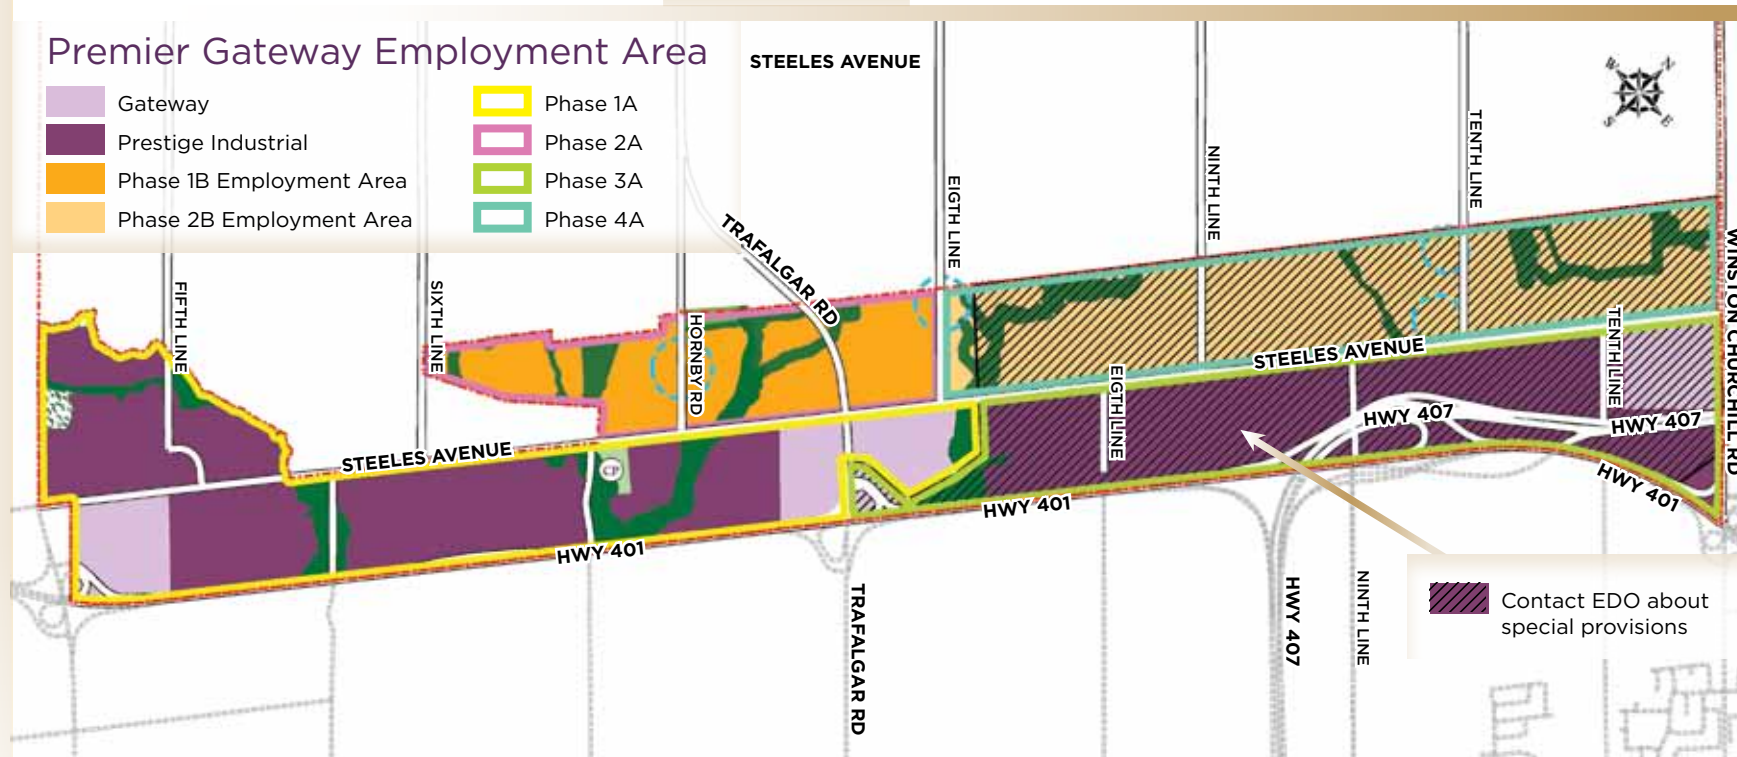 Premier Gateway Employment Area
Gateway
Prestige Industrial
Phase 1B Employment Area
Phase 2B Employment Area
Phase 1A
Phase 2A
Phase 3A
Phase 4A
STEELES AVENUE
N
E
S
W
FIFTH LINE
SIXTH LINE
HORNBY RD
TRAFALGAR RD
EIGTH LINE
NINTH LINE
TENTH LINE
WINSTON CHURCHILL RD
STEELES AVENUE
STEELES AVENUE
EIGTH LINE
TENTH LINE
HWY 407
HWY 407
HWY 401
HWY 401
HWY 401
CP
TRAFALGAR RD
HWY 407
NINTH LINE
Contact EDO about
special provisions